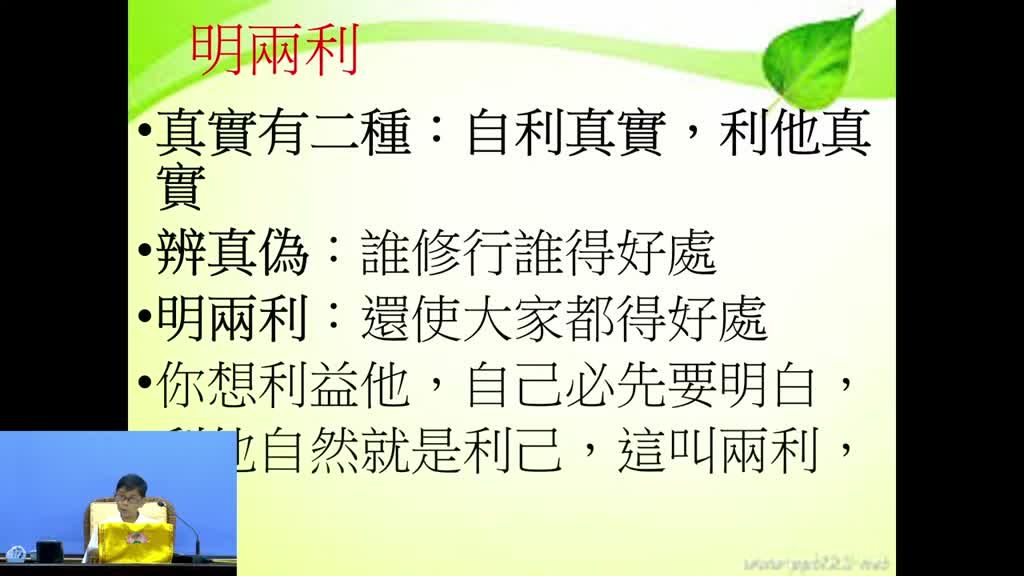 明兩利
•真實有二種：自利真實，利他真
實
•辨真偽：誰修行誰得好處
•明兩利：還使大家都得好處
•你想利益他，自己必先要明白，
利他自然就是利己，這叫兩利，